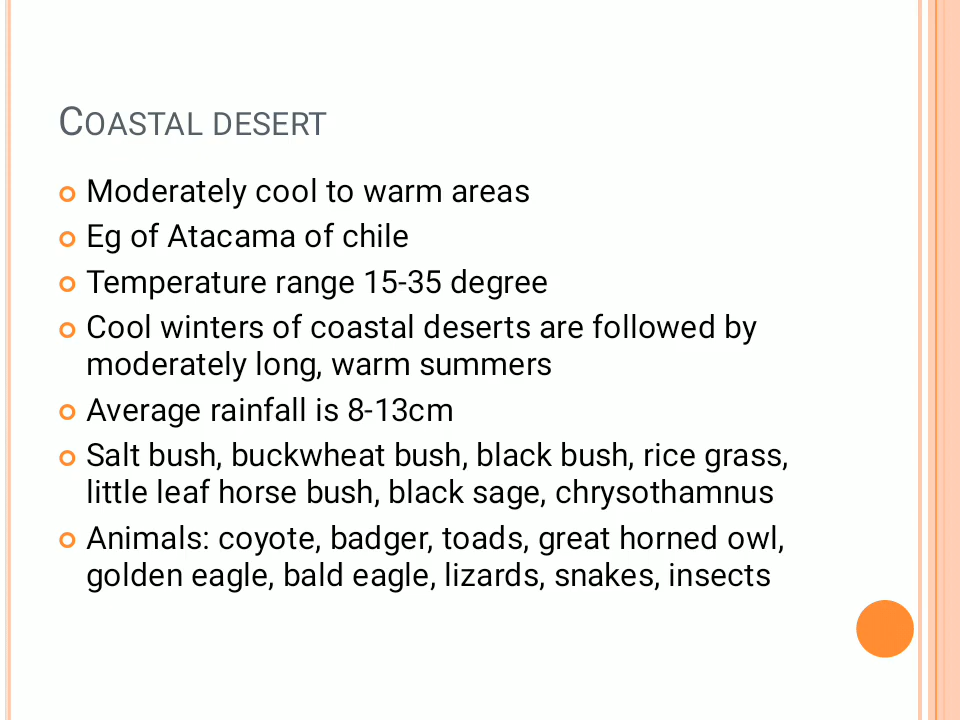 COASTAL DESERT
Moderately cool to warm areas
Eg of Atacama of chile
Temperature range 15-35 degree
Cool winters of coastal deserts are followed by
moderately long, warm summers
Average rainfall is 8-13cm
Salt bush, buckwheat bush, black bush, rice grass,
little leaf horse bush, black sage, chrysothamnus
Animals: coyote, badger, toads, great horned owl,
golden eagle, bald eagle, lizards, snakes, insects